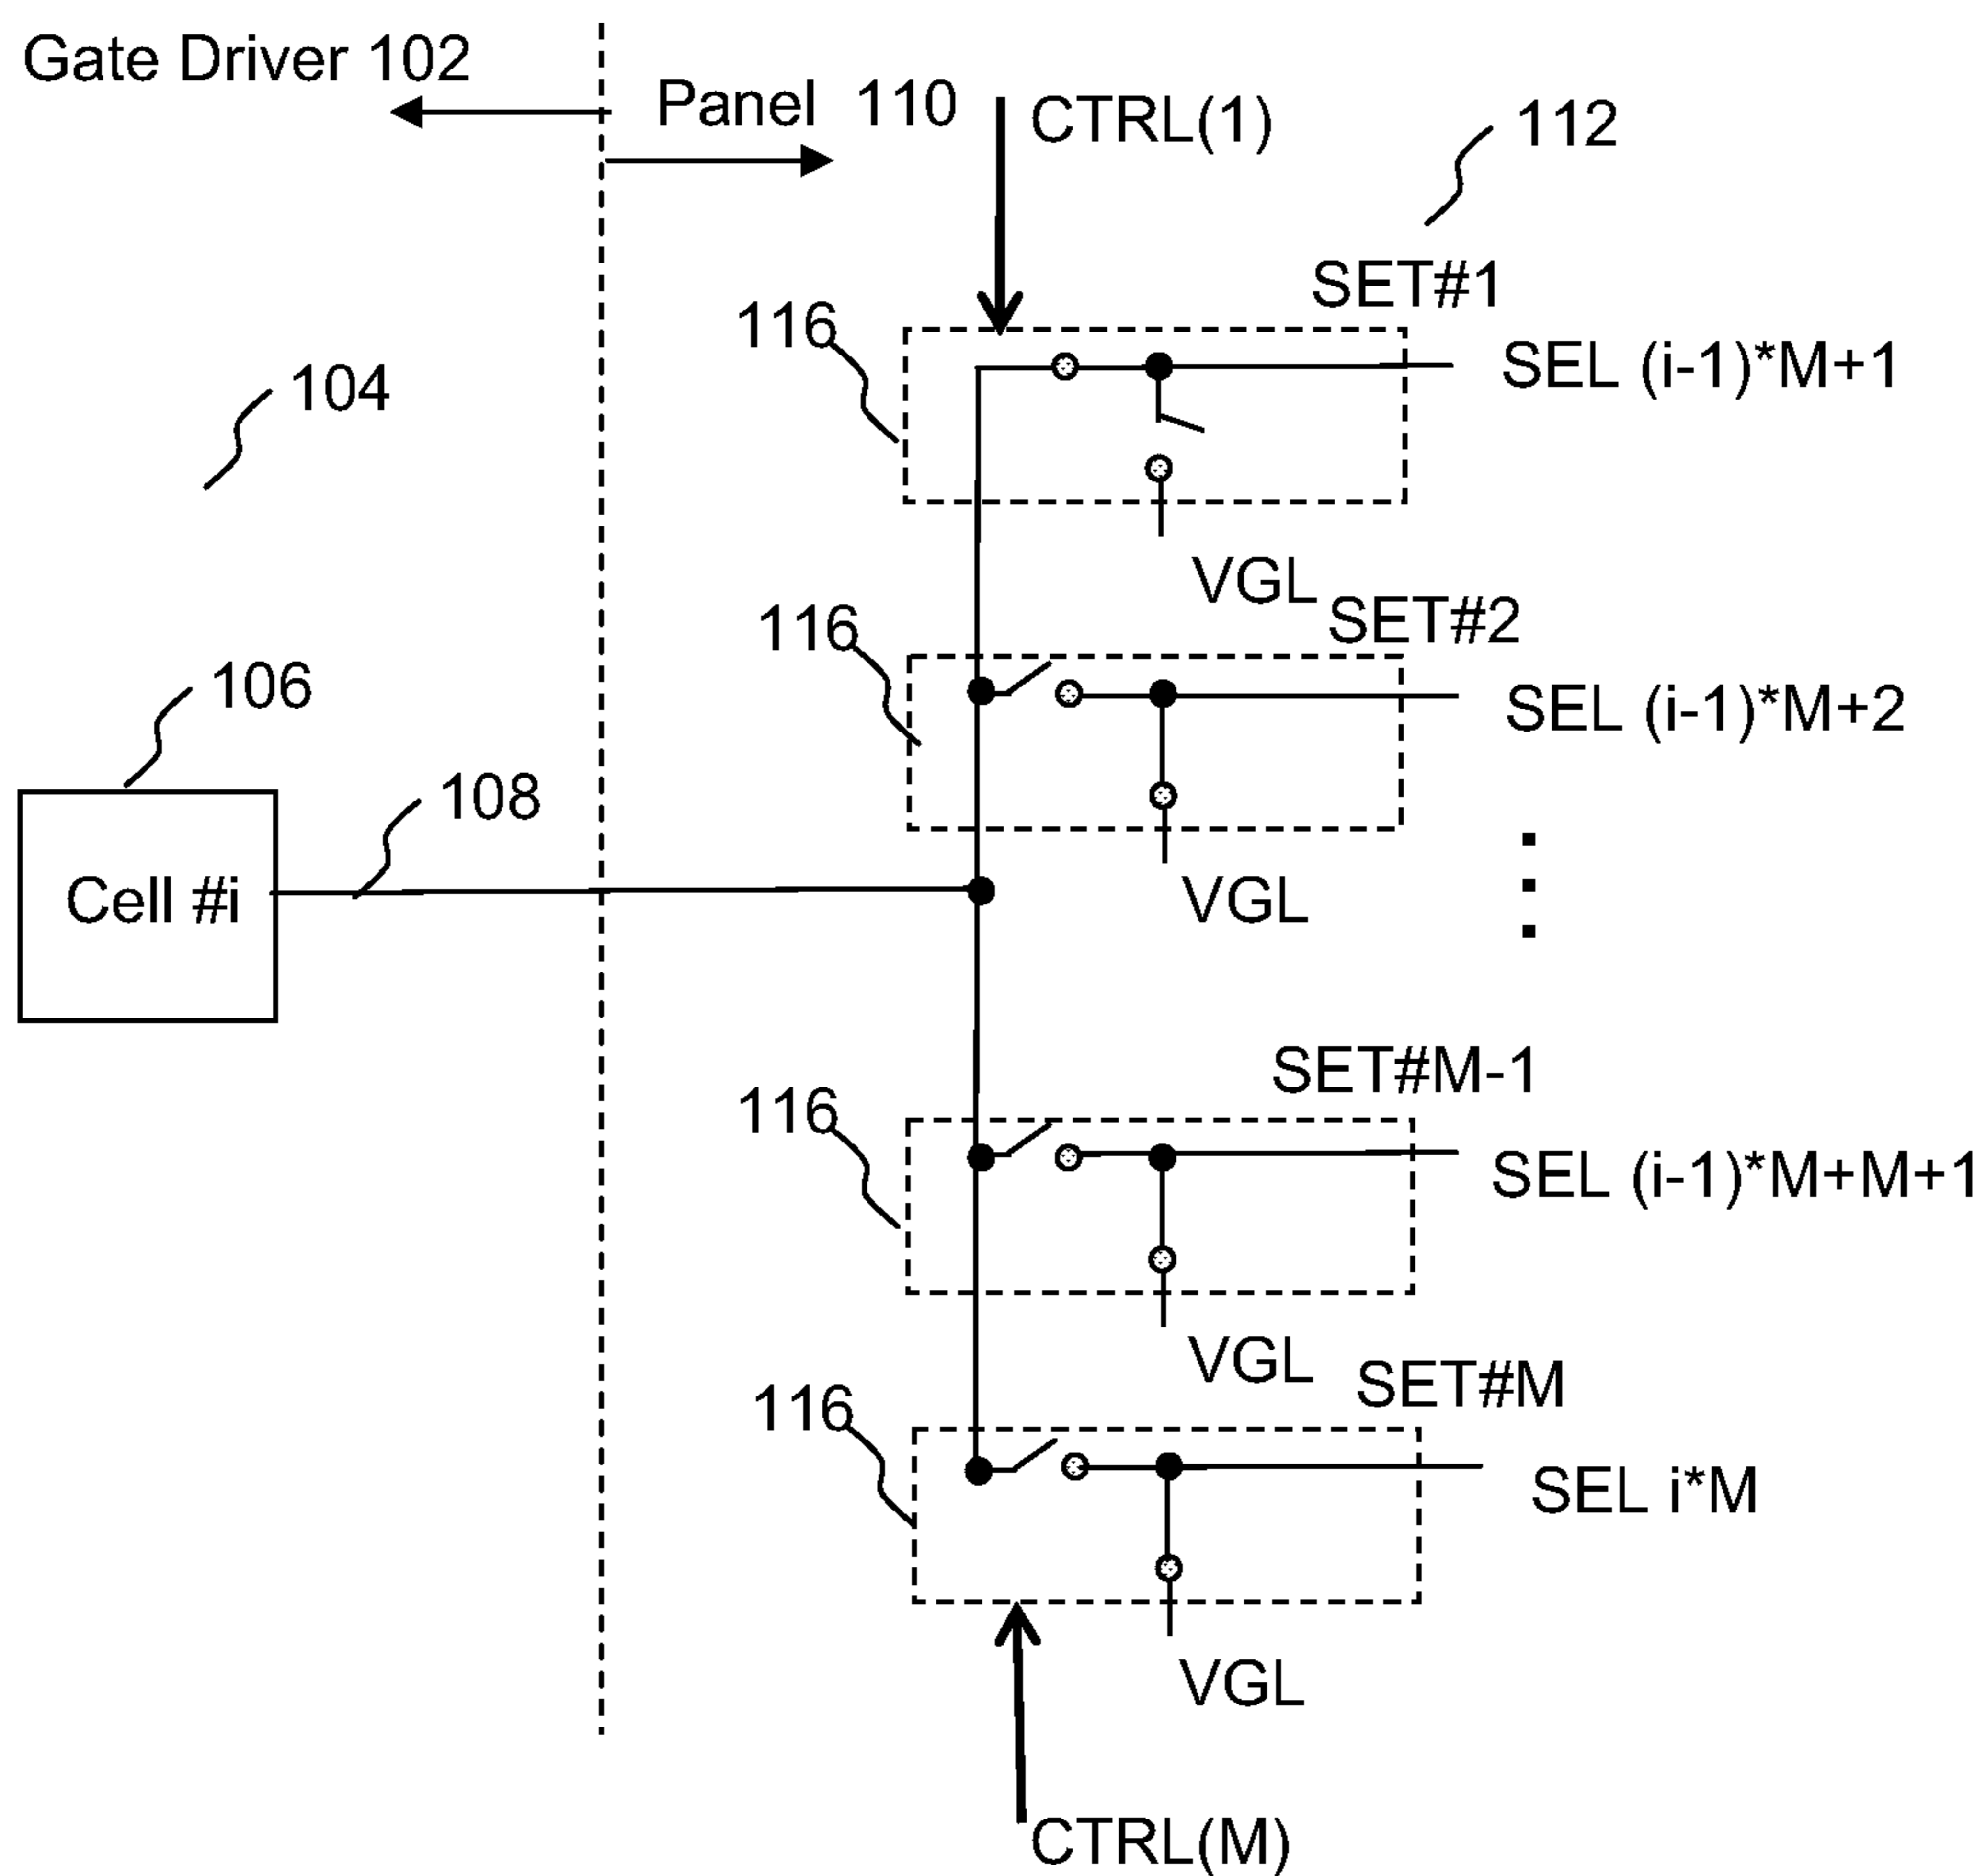 Gate Driver 102
Panel 110
CTRL(1)
112
SET#1
116
SEL (i-1)*M+1
104
VGL
SET#2
116
SEL (i-1)*M+2
106
108
Cell #i
VGL
SET#M-1
116
SEL (i-1)*M+M+1
VGL
SET#M
116
SEL i*M
VGL
CTRL(M)